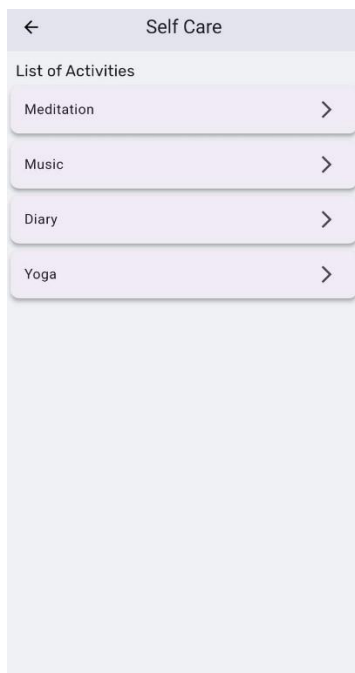 Self Care
List of Activities
Meditation
Music
Diary
Yoga